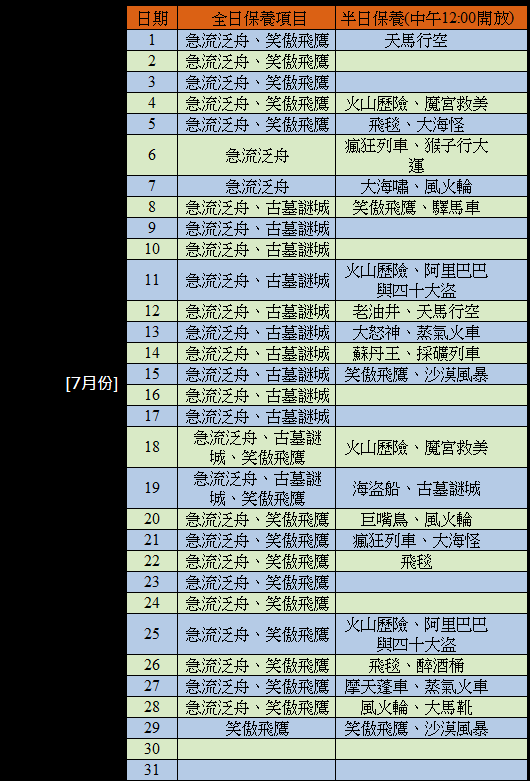 日期 全日保養項目 半日保養(中午12:00開放)
1 急流泛舟、笑傲飛鷹 天馬行空
2 急流泛舟、笑傲飛鷹
3 急流泛舟、笑傲飛鷹
4 急流泛舟、笑傲飛鷹 火山歷險、魔宮救美
5 急流泛舟、笑傲飛鷹 飛毯、大海怪
6 急流泛舟 瘋狂列車、猴子行大
運
7 急流泛舟 大海嘯、風火輪
8 急流泛舟、古墓謎城 笑傲飛鷹、驛馬車
9 急流泛舟、古墓謎城
10 急流泛舟、古墓謎城
11 急流泛舟、古墓謎城 火山歷險、阿里巴巴
與四十大盜
12 急流泛舟、古墓謎城 老油井、天馬行空
13 急流泛舟、古墓謎城 大怒神、蒸氣火車
14 急流泛舟、古墓謎城 蘇丹王、採礦列車
15 急流泛舟、古墓謎城 笑傲飛鷹、沙漠風暴
[7月份]
16 急流泛舟、古墓謎城
17 急流泛舟、古墓謎城
18 急流泛舟、古墓謎 火山歷險、魔宮救美
城、笑傲飛鷹
19 急流泛舟、古墓謎 海盜船、古墓謎城
城、笑傲飛鷹
20 急流泛舟、笑傲飛鷹 巨嘴鳥、風火輪
21 急流泛舟、笑傲飛鷹 瘋狂列車、大海怪
22 急流泛舟、笑傲飛鷹 飛毯
23 急流泛舟、笑傲飛鷹
24 急流泛舟、笑傲飛鷹
25 急流泛舟、笑傲飛鷹 火山歷險、阿里巴巴
與四十大盜
26 急流泛舟、笑傲飛鷹 飛毯、醉酒桶
27 急流泛舟、笑傲飛鷹 摩天蓬車、蒸氣火車
28 急流泛舟、笑傲飛鷹 風火輪、大馬靴
29 笑傲飛鷹 笑傲飛鷹、沙漠風暴
30
31